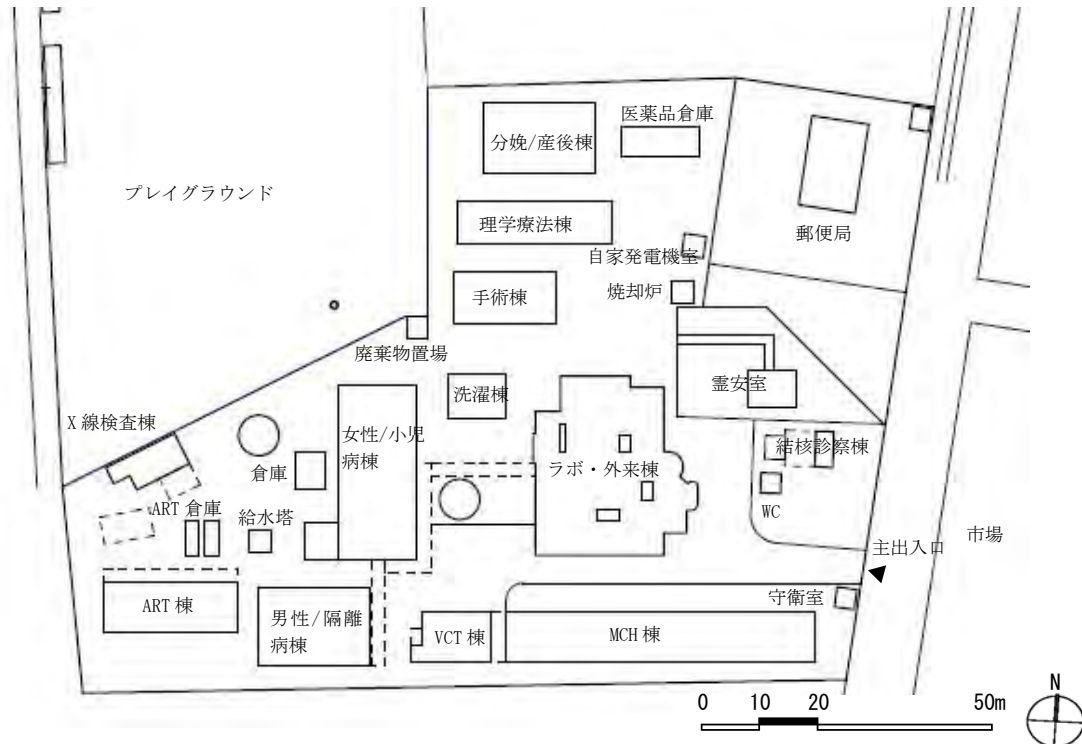 分娩/産後棟
医薬品倉庫
プレイグラウンド
理学療法棟
郵便局
自家発電機室
手術棟
焼却炉
廃棄物置場
霊安室
洗濯棟
X 線検査棟
女性/小児
病棟
結核診察棟
倉庫
ラボ・外来棟
ART 倉庫
給水塔
WC
主出入口
市場
守衛室
ART 棟
男性/隔離
病棟
VCT 棟
MCH 棟
N
0 10 20 50m